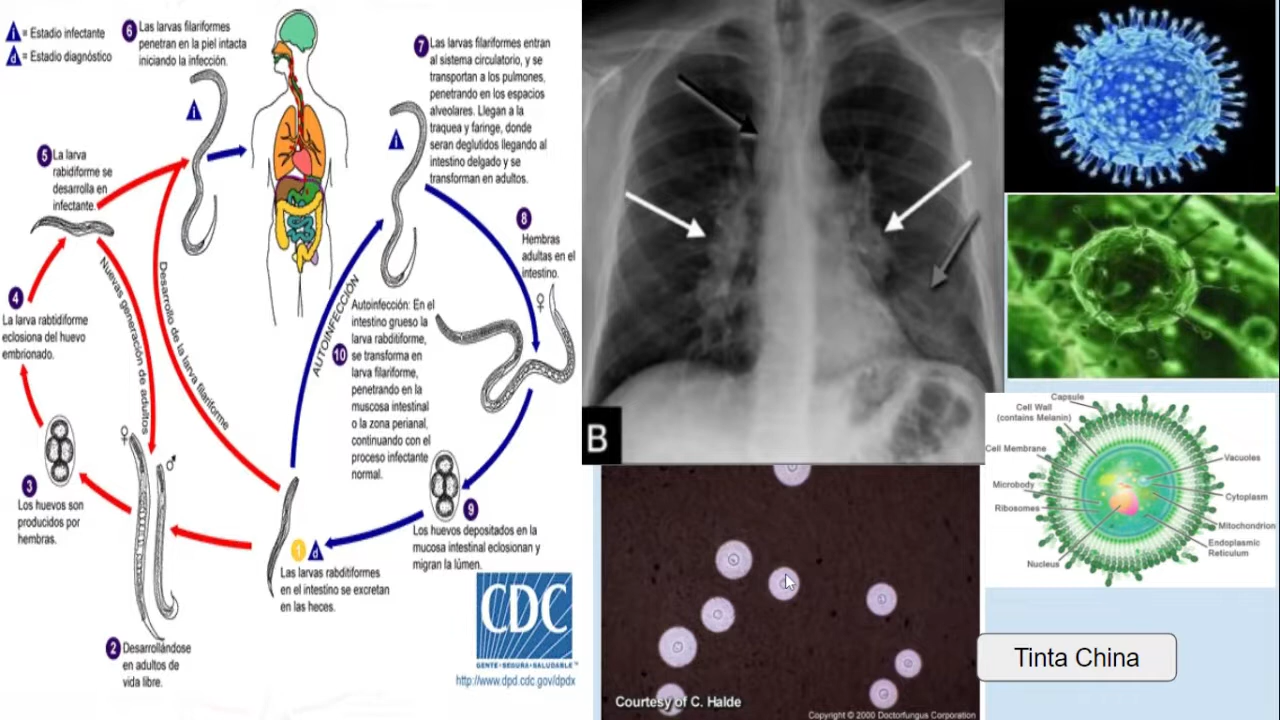 = Estadio infectante
= Estadio diagnóstico
6 Las larvas filariformes
penetran en la piel intacta
iniciando la infección.
7 Las larvas filariformes entran
al sistema circulatorio, y se
transportan a los pulmones,
penetrando en los espacios
alveolares. Llegan a la
traquea y faringe, donde
seran deglutidos llegando al
intestino delgado y se
transforman en adultos.
5 La larva
rabidiforme se
desarrolla en
infectante.
8
Hembras
adultas en el
intestino.
4
La larva rabtidiforme
eclosiona del huevo
embrionado.
Nuevas generación de adultos
Desarrollo de la larva filariforme
AUTOINFECCIÓN
10
Autoinfección: En el
intestino grueso la
larva rabditiforme,
se transforma en
larva filariforme,
penetrando en la
muscosa intestinal
o la zona perianal,
continuando con el
proceso infectante
normal.
3
Los huevos son
producidos por
hembras.
9
Los huevos depositados en la
mucosa intestinal eclosionan y
migran la lúmen.
1 d
Las larvas rabditiformes
en el intestino se excretan
en las heces.
2 Desarrollándose
en adultos de
vida libre.
CDC
GENTE·SEGURA·SALUDABLE™
http://www.dpd.cdc.gov/dpdx
B
Courtesy of C. Halde
Copyright © 2000 Doctorfungus Corporation
Capsule
Cell Wall
(contains Melanin)
Cell Membrane
Microbody
Ribosomes
Nucleus
Vacuoles
Cytoplasm
Mitochondrion
Endoplasmic
Reticulum
Tinta China